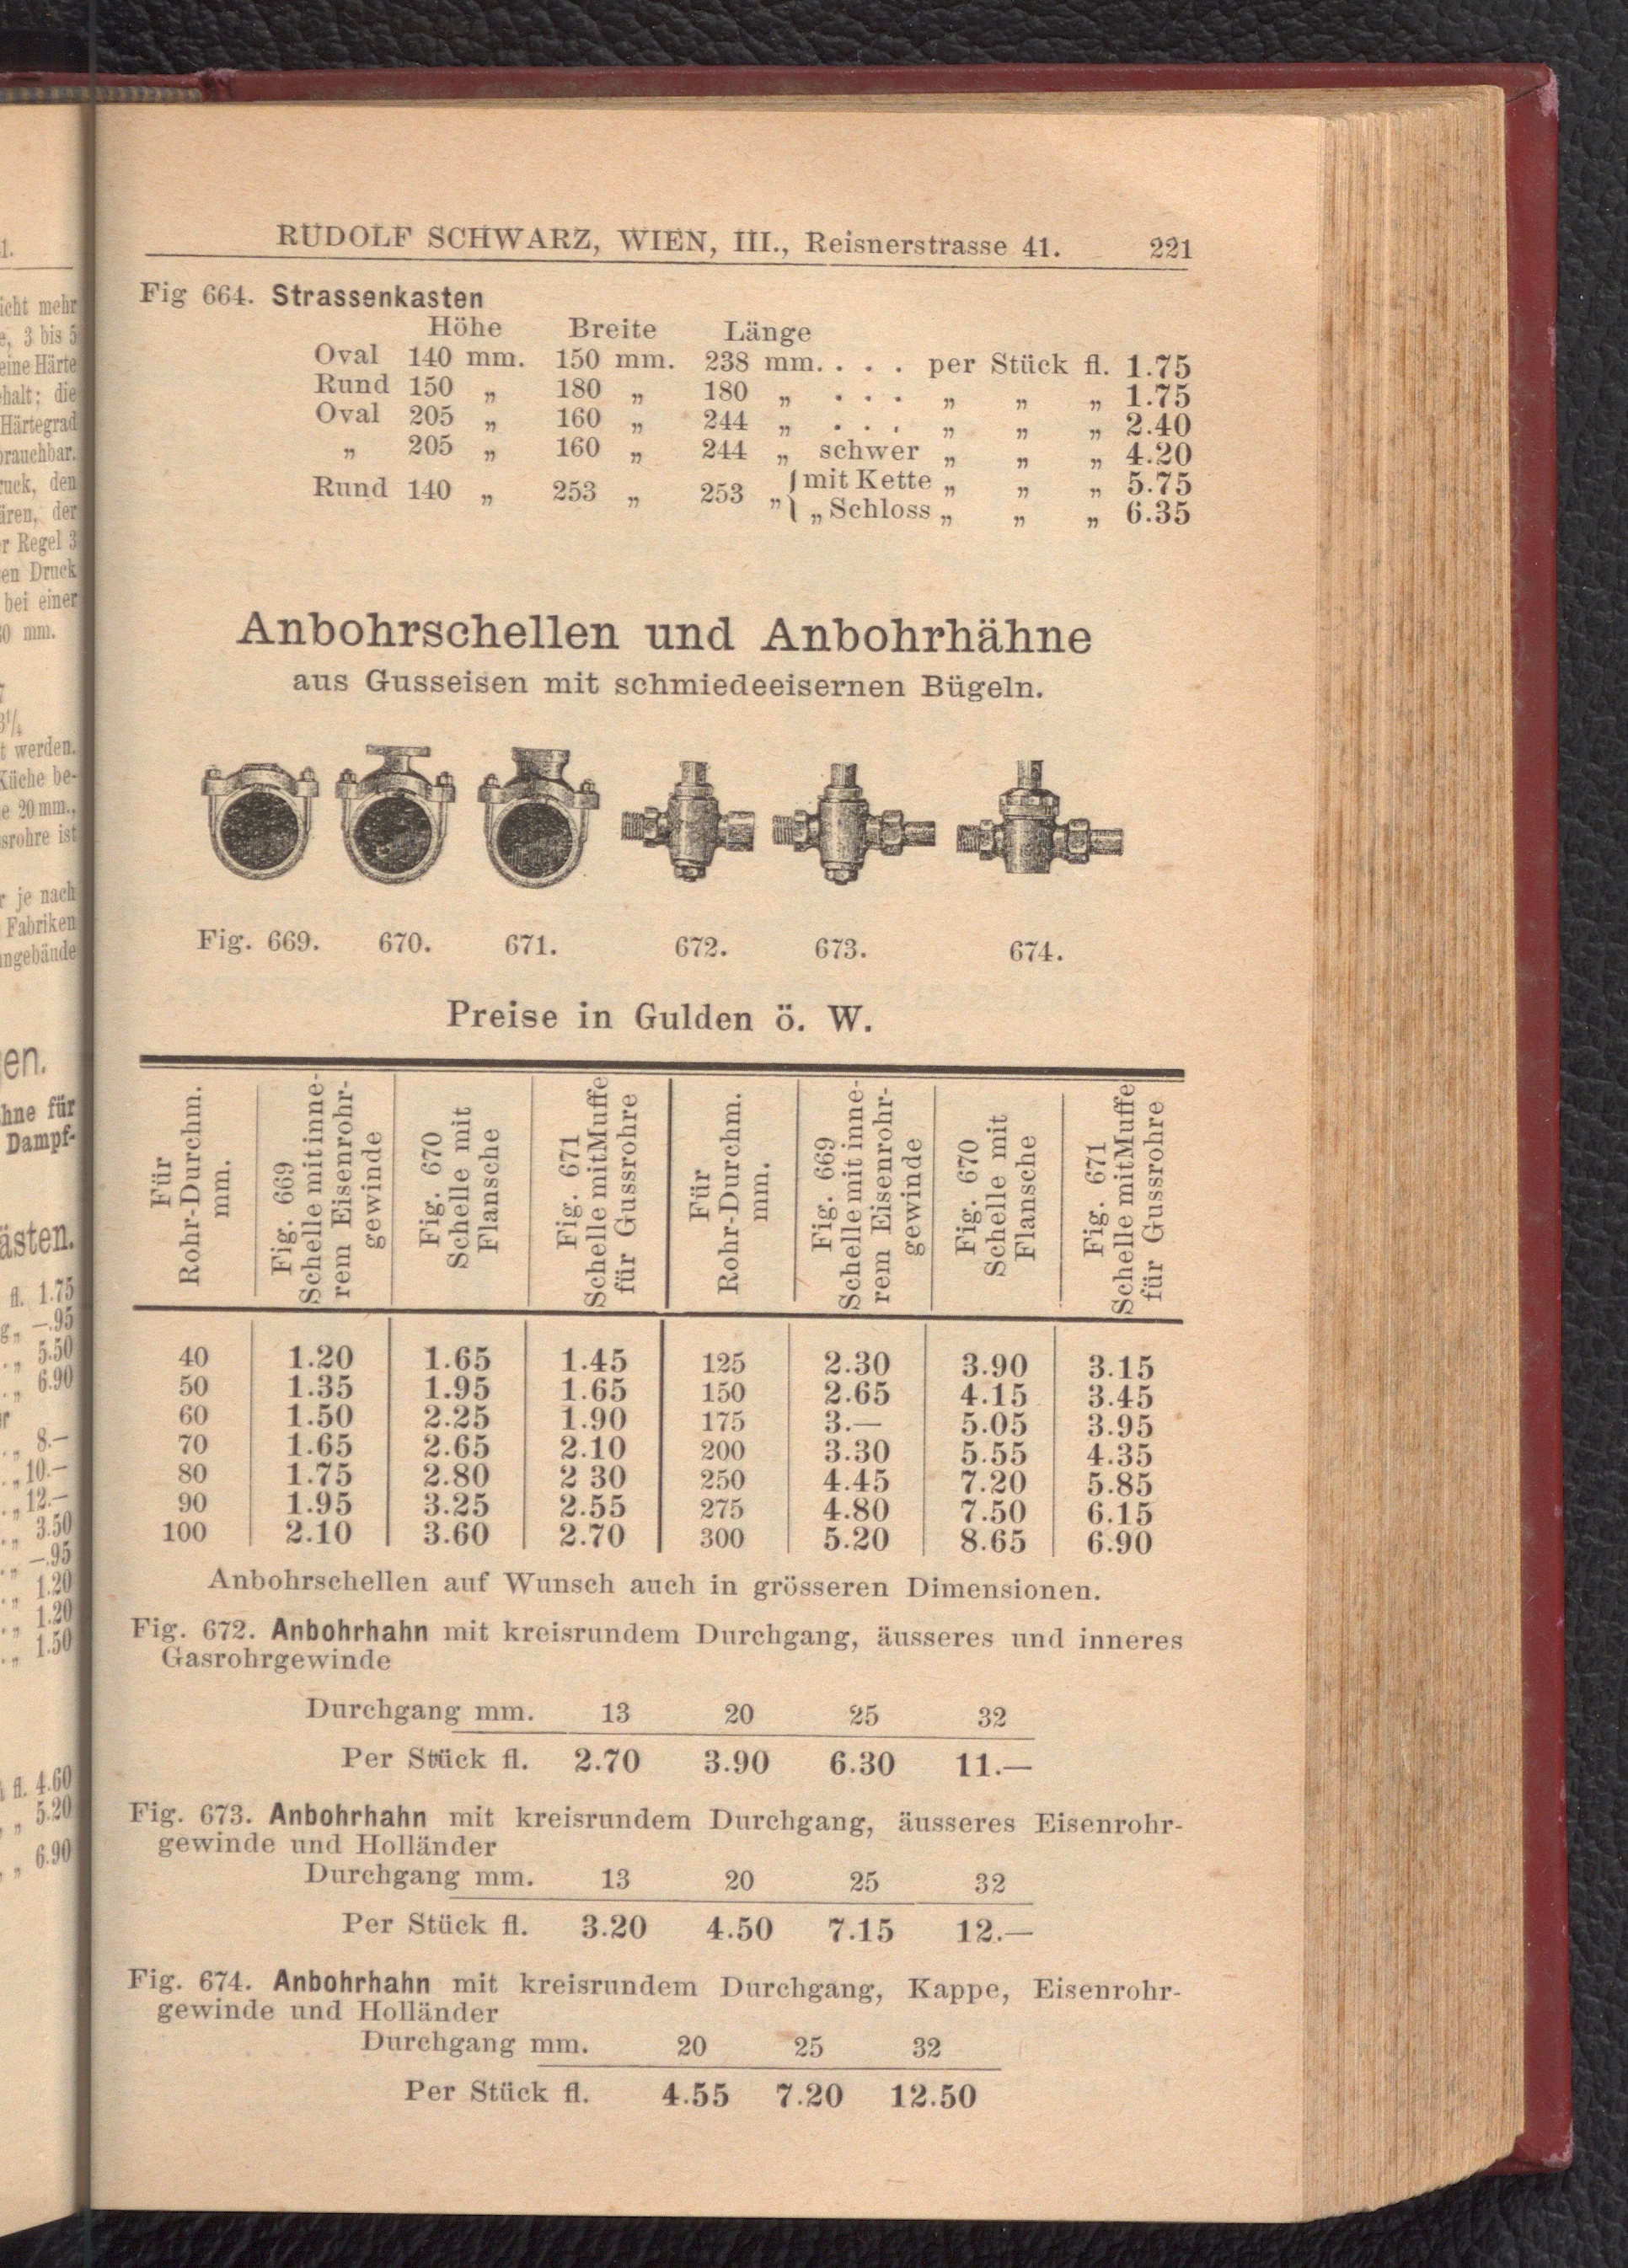 RUDOLF SCHWARZ, WIEN, III., Reisnerstrasse 41. 221
Fig 664. Strassenkasten
Höhe Breite Länge
Oval 140 mm. 150 mm. 238 mm. . . . per Stück fl. 1.75
Rund 150 „ 180 „ 180 „ . . . „ „ „ 1.75
Oval 205 „ 160 „ 244 „ . . . „ „ „ 2.40
„ 205 „ 160 „ 244 „ schwer „ „ „ 4.20
Rund 140 „ 253 „ 253 „ { mit Kette „ „ „ 5.75
„ Schloss „ „ „ 6.35
Anbohrschellen und Anbohrhähne
aus Gusseisen mit schmiedeeisernen Bügeln.
Fig. 669. 670. 671. 672. 673. 674.
Preise in Gulden ö. W.
Für
Rohr-Durchm.
mm.
Fig. 669
Schelle mit inne-
rem Eisenrohr-
gewinde
Fig. 670
Schelle mit
Flansche
Fig. 671
Schelle mit Muffe
für Gussrohre
Für
Rohr-Durchm.
mm.
Fig. 669
Schelle mit inne-
rem Eisenrohr-
gewinde
Fig. 670
Schelle mit
Flansche
Fig. 671
Schelle mit Muffe
für Gussrohre
40 1.20 1.65 1.45 125 2.30 3.90 3.15
50 1.35 1.95 1.65 150 2.65 4.15 3.45
60 1.50 2.25 1.90 175 3.— 5.05 3.95
70 1.65 2.65 2.10 200 3.30 5.55 4.35
80 1.75 2.80 2 30 250 4.45 7.20 5.85
90 1.95 3.25 2.55 275 4.80 7.50 6.15
100 2.10 3.60 2.70 300 5.20 8.65 6.90
Anbohrschellen auf Wunsch auch in grösseren Dimensionen.
Fig. 672. Anbohrhahn mit kreisrundem Durchgang, äusseres und inneres
Gasrohrgewinde
Durchgang mm. 13 20 25 32
Per Stück fl. 2.70 3.90 6.30 11.—
Fig. 673. Anbohrhahn mit kreisrundem Durchgang, äusseres Eisenrohr-
gewinde und Holländer
Durchgang mm. 13 20 25 32
Per Stück fl. 3.20 4.50 7.15 12.—
Fig. 674. Anbohrhahn mit kreisrundem Durchgang, Kappe, Eisenrohr-
gewinde und Holländer
Durchgang mm. 20 25 32
Per Stück fl. 4.55 7.20 12.50